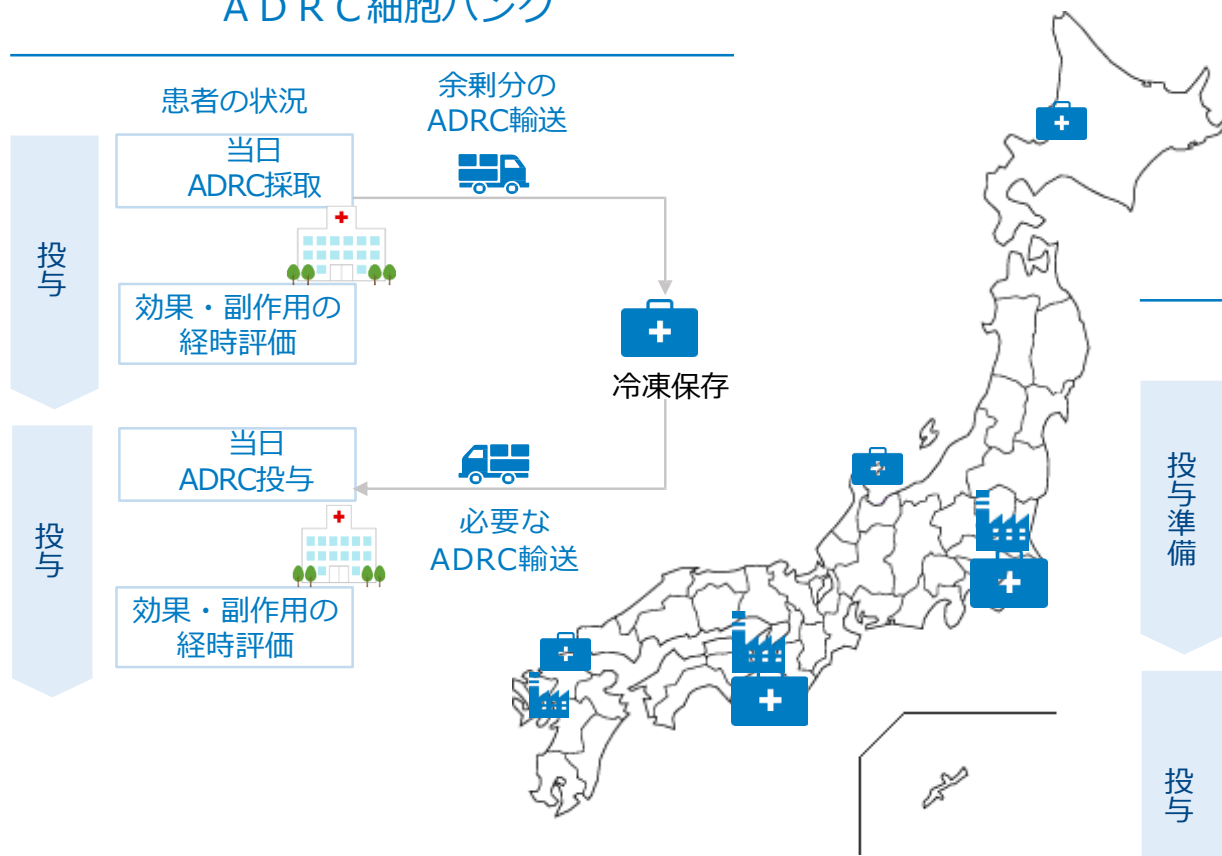 ＡＤＲＣ細胞バンク
患者の状況
余剰分の
ADRC輸送
投与
当日
ADRC採取
効果・副作用の
経時評価
冷凍保存
投与
当日
ADRC投与
必要な
ADRC輸送
効果・副作用の
経時評価
投与準備
投与